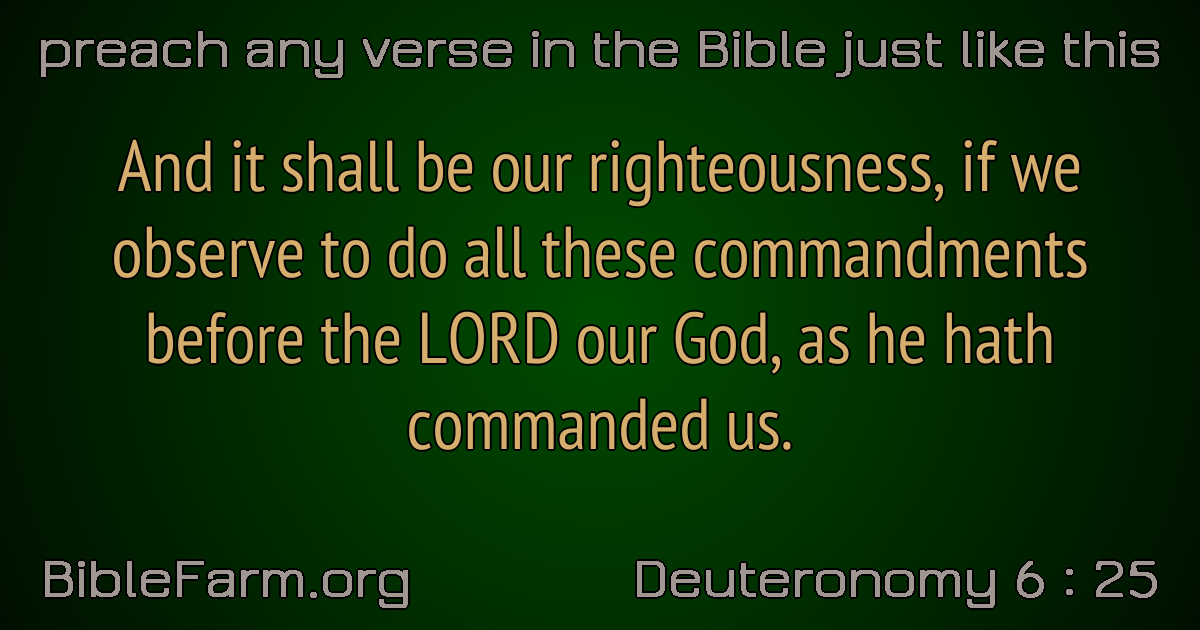 preach any verse in the Bible just like this
And it shall be our righteousness, if we
observe to do all these commandments
before the LORD our God, as he hath
commanded us.
BibleFarm.org
Deuteronomy 6 : 25